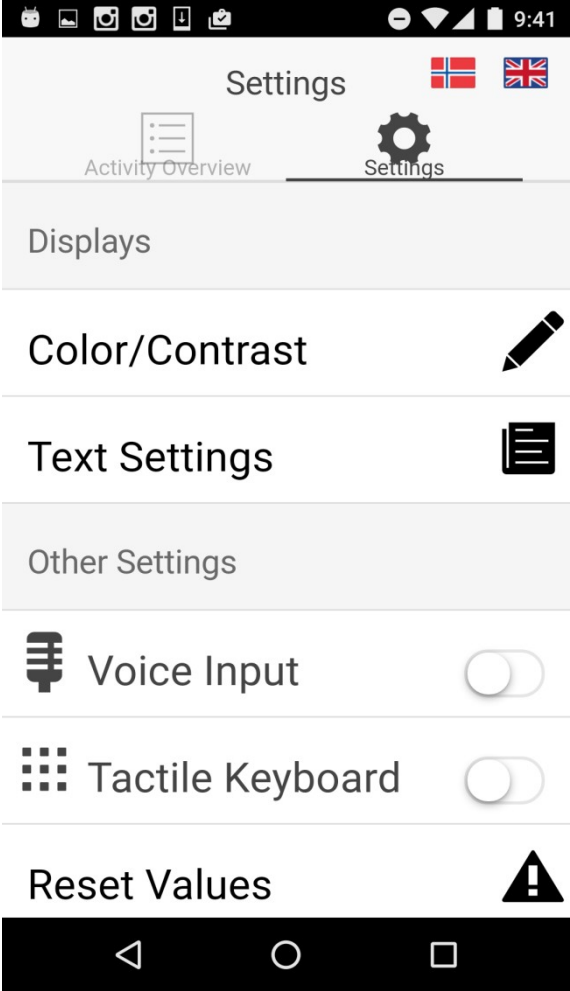 9:41
Settings
Activity Overview
Settings
Displays
Color/Contrast
Text Settings
Other Settings
Voice Input
Tactile Keyboard
Reset Values